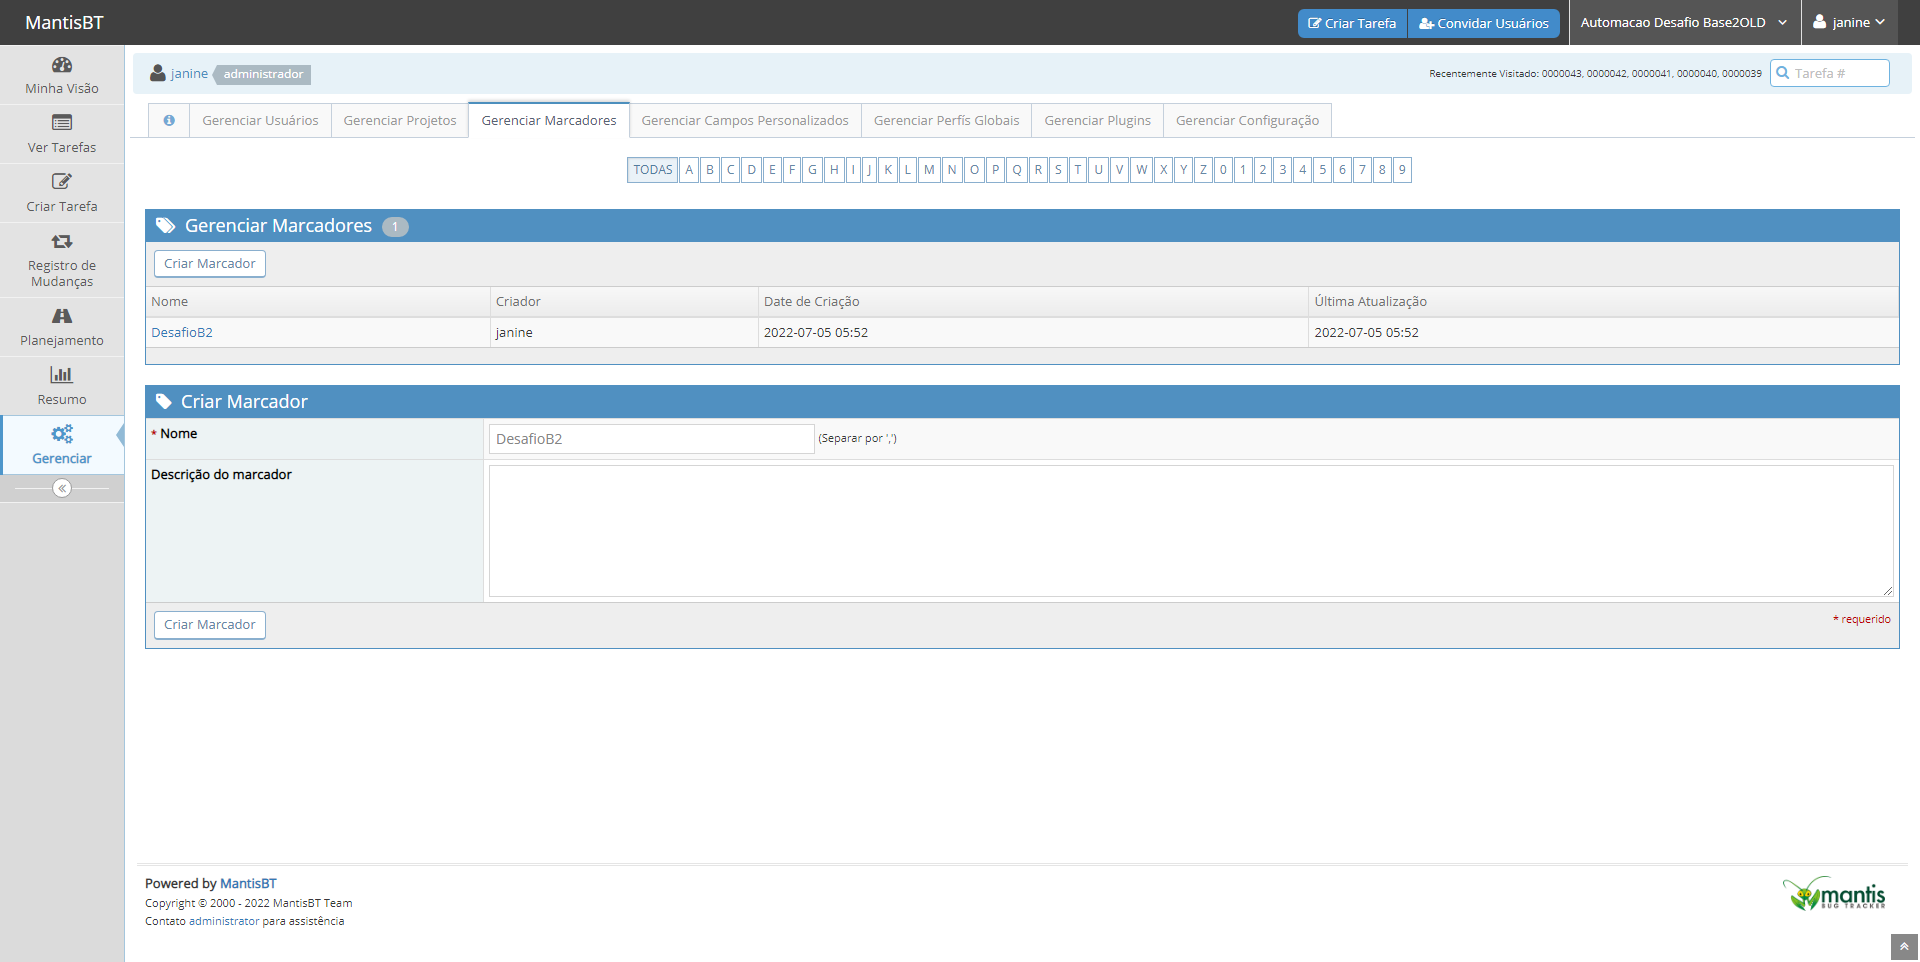 MantisBT
Criar Tarefa
Convidar Usuários
Automacao Desafio Base2OLD
janine
Minha Visão
Ver Tarefas
Criar Tarefa
Registro de
Mudanças
Planejamento
Resumo
Gerenciar
janine administrador
Recentemente Visitado: 0000043, 0000042, 0000041, 0000040, 0000039
Tarefa #
Gerenciar Usuários
Gerenciar Projetos
Gerenciar Marcadores
Gerenciar Campos Personalizados
Gerenciar Perfís Globais
Gerenciar Plugins
Gerenciar Configuração
TODAS A B C D E F G H I J K L M N O P Q R S T U V W X Y Z 0 1 2 3 4 5 6 7 8 9
Gerenciar Marcadores 1
Criar Marcador
Nome Criador Date de Criação Última Atualização
DesafioB2 janine 2022-07-05 05:52 2022-07-05 05:52
Criar Marcador
* Nome DesafioB2 (Separar por ',')
Descrição do marcador
Criar Marcador
* requerido
Powered by MantisBT
Copyright © 2000 - 2022 MantisBT Team
Contato administrator para assistência
mantis
BUG TRACKER